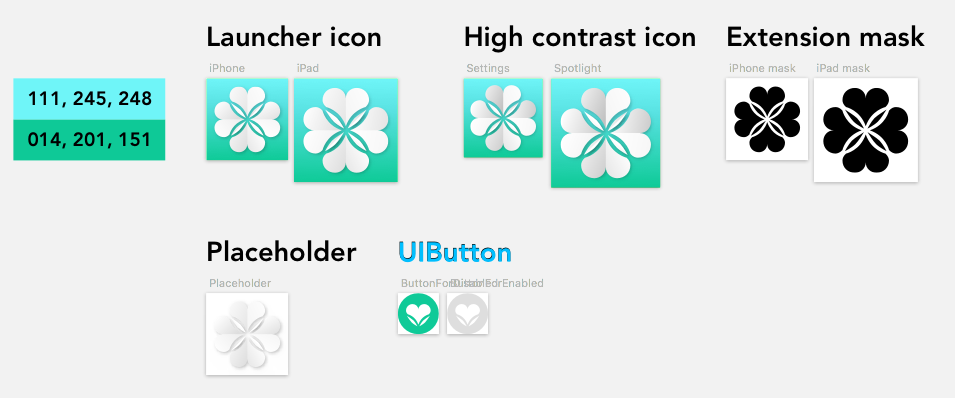 Launcher icon
High contrast icon
Extension mask
iPhone
iPad
Settings
Spotlight
iPhone mask
iPad mask
111, 245, 248
014, 201, 151
Placeholder
UIButton
Placeholder